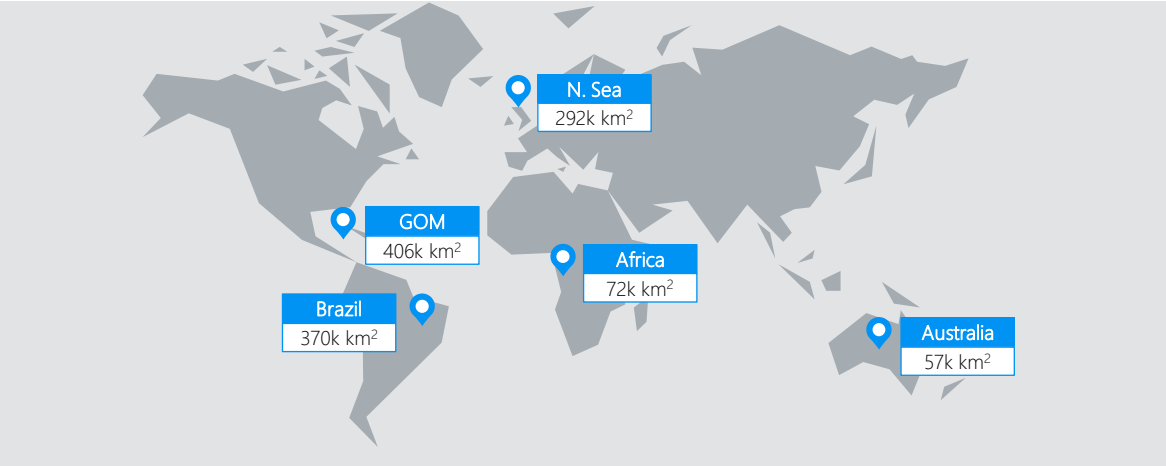 N. Sea
292k km²
GOM
406k km²
Africa
72k km²
Brazil
370k km²
Australia
57k km²